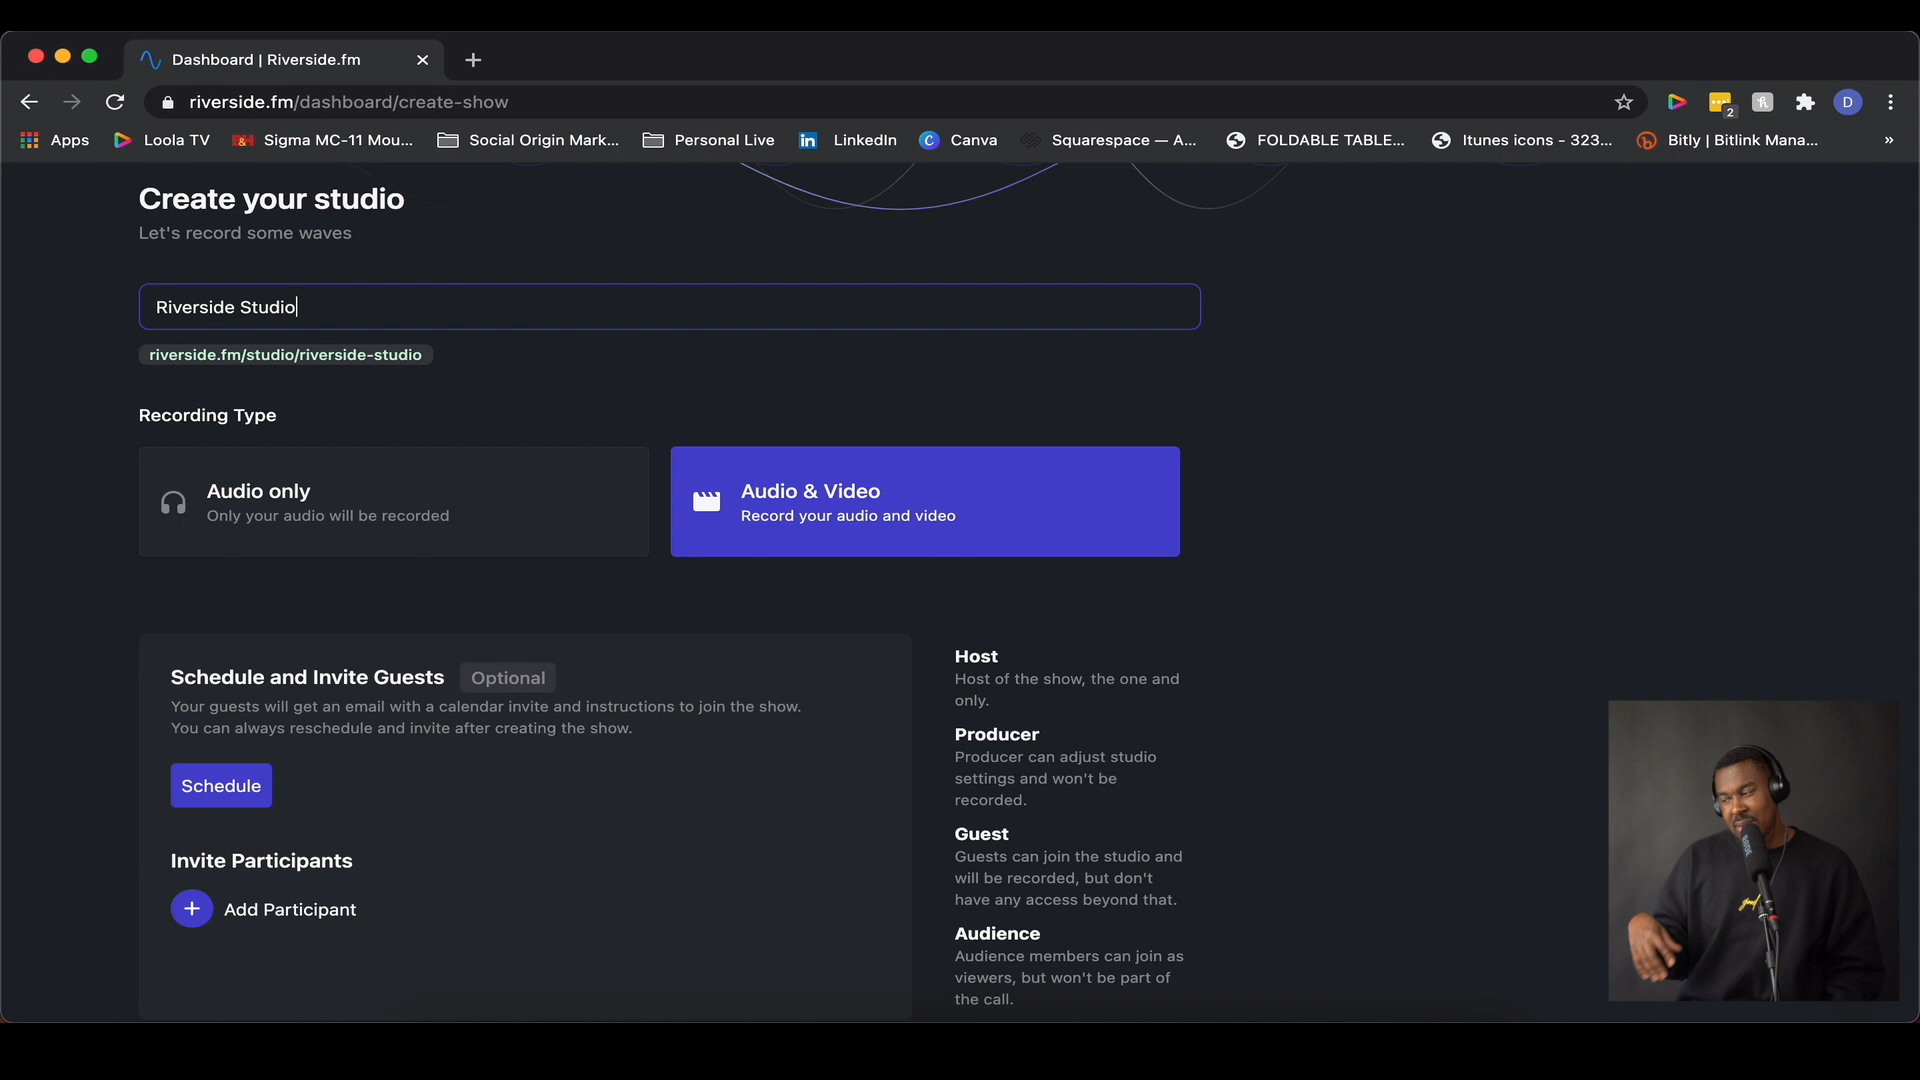 Dashboard | Riverside.fm
riverside.fm/dashboard/create-show
2
D
Apps
Loola TV
Sigma MC-11 Mou...
Social Origin Mark...
Personal Live
LinkedIn
Canva
Squarespace — A...
FOLDABLE TABLE...
Itunes icons - 323...
Bitly | Bitlink Mana...
»
Create your studio
Let's record some waves
Riverside Studio
riverside.fm/studio/riverside-studio
Recording Type
Audio only
Only your audio will be recorded
Audio & Video
Record your audio and video
Schedule and Invite Guests Optional
Your guests will get an email with a calendar invite and instructions to join the show.
You can always reschedule and invite after creating the show.
Schedule
Invite Participants
Add Participant
Host
Host of the show, the one and
only.
Producer
Producer can adjust studio
settings and won't be
recorded.
Guest
Guests can join the studio and
will be recorded, but don't
have any access beyond that.
Audience
Audience members can join as
viewers, but won't be part of
the call.